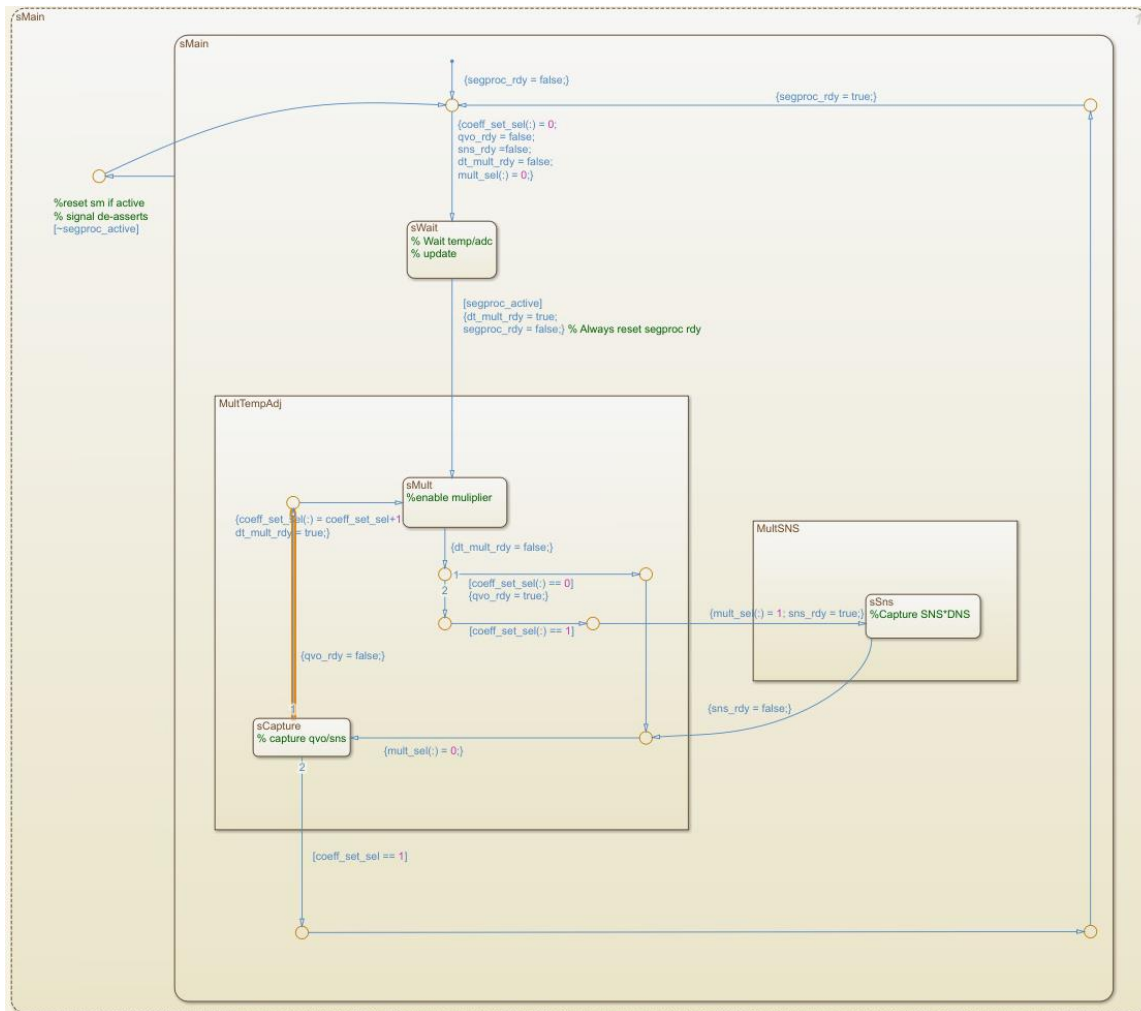 sMain
1
sMain
{segproc_rdy = false;}
{segproc_rdy = true;}
{coeff_set_sel(:) = 0;
qvo_rdy = false;
sns_rdy =false;
dt_mult_rdy = false;
mult_sel(:) = 0;}
%reset sm if active
% signal de-asserts
[~segproc_active]
sWait
% Wait temp/adc
% update
[segproc_active]
{dt_mult_rdy = true;
segproc_rdy = false;} % Always reset segproc rdy
MultTempAdj
sMult
%enable muliplier
{coeff_set_sel(:) = coeff_set_sel+1
dt_mult_rdy = true;}
{dt_mult_rdy = false;}
1
[coeff_set_sel(:) == 0]
{qvo_rdy = true;}
2
[coeff_set_sel(:) == 1]
MultSNS
sSns
%Capture SNS*DNS
{mult_sel(:) = 1; sns_rdy = true;}
{qvo_rdy = false;}
{sns_rdy = false;}
1
sCapture
% capture qvo/sns
{mult_sel(:) = 0;}
2
[coeff_set_sel == 1]